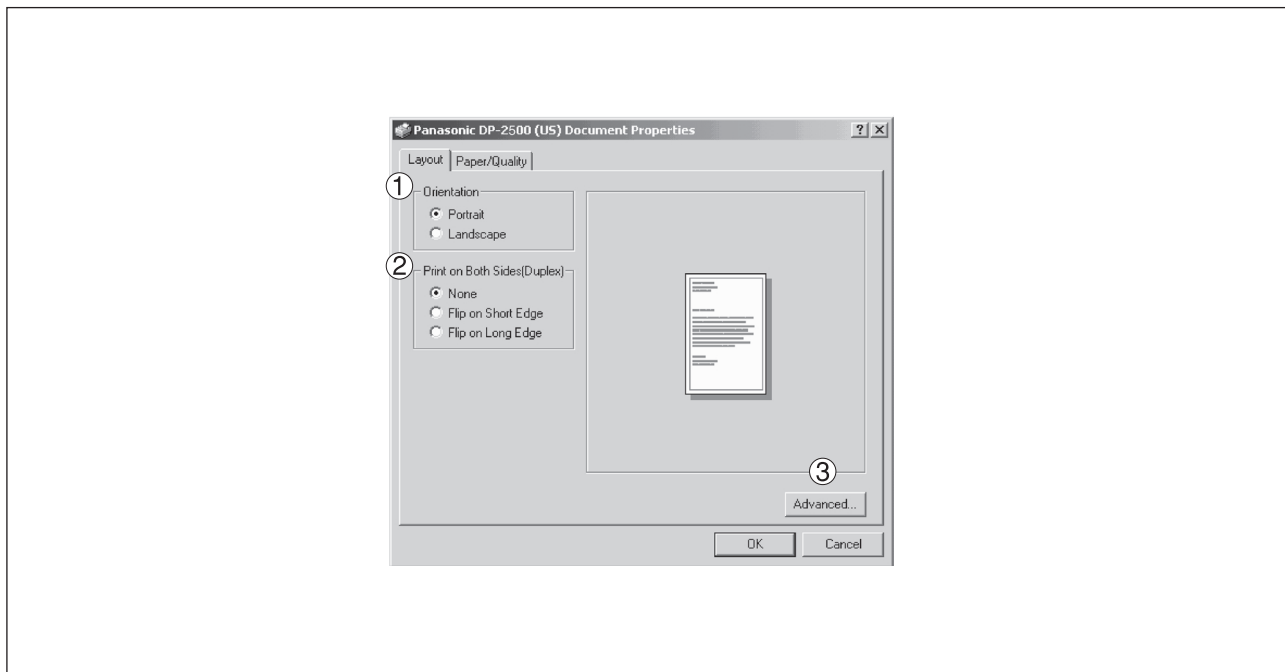 Panasonic DP-2500 (US) Document Properties
Layout Paper/Quality
① Orientation
Portrait
Landscape
② Print on Both Sides(Duplex)
None
Flip on Short Edge
Flip on Long Edge
③
Advanced...
OK Cancel